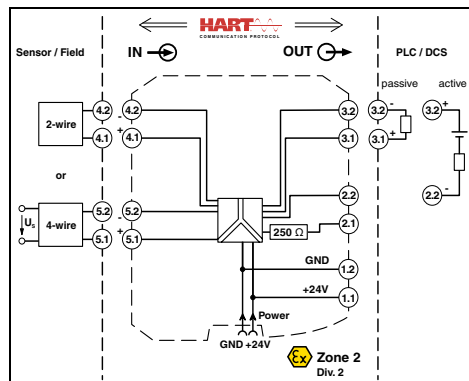 HART
COMMUNICATION PROTOCOL
Sensor / Field
IN
OUT
PLC / DCS
passive
active
2-wire
4.2
4.1
4.2
-
+
4.1
3.2
3.1
3.2
-
+
3.1
3.2
+
or
Us
4-wire
5.2
5.1
5.2
-
+
5.1
2.2
2.1
250 Ω
2.2
-
GND
1.2
+24V
1.1
Power
GND +24V
Ex
Zone 2
Div. 2